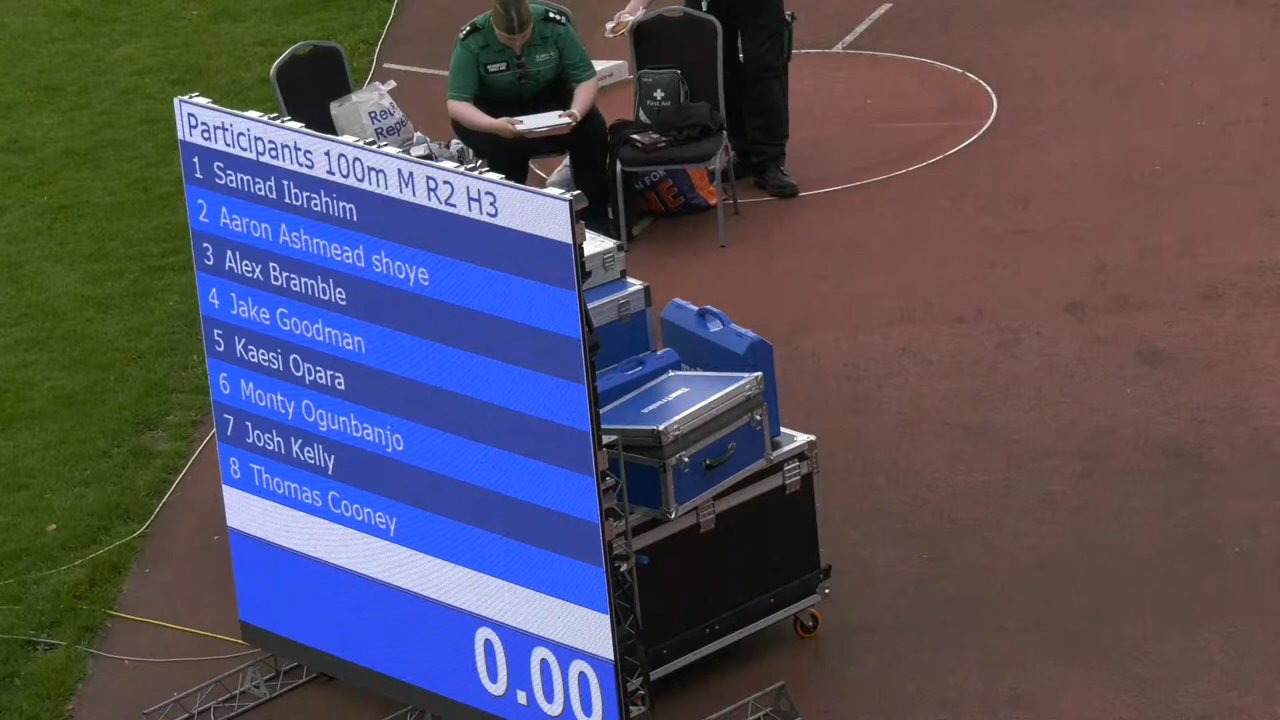 Participants 100m M R2 H3
1 Samad Ibrahim
2 Aaron Ashmead shoye
3 Alex Bramble
4 Jake Goodman
5 Kaesi Opara
6 Monty Ogunbanjo
7 Josh Kelly
8 Thomas Cooney
0.00
First Aid